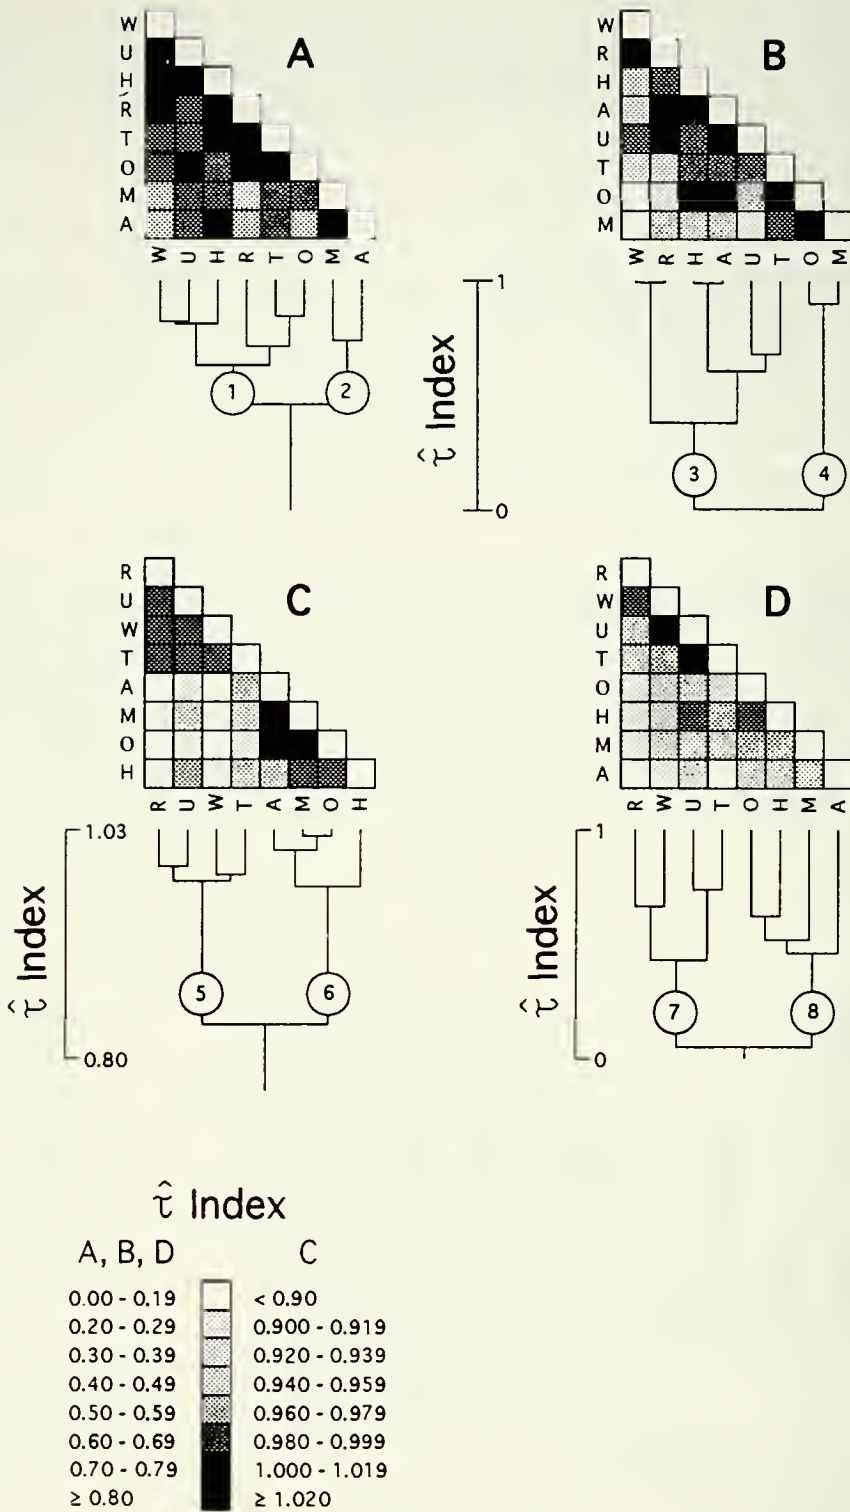 A
W
U
H
R
T
O
M
A
W U H R T O M A
1 2
B
W
R
H
A
U
T
O
M
W R H A U T O M
3 4
τ̂ Index
1
0
C
R
U
W
T
A
M
O
H
R U W T A M O H
5 6
τ̂ Index
1.03
0.80
D
R
W
U
T
O
H
M
A
R W U T O H M A
7 8
τ̂ Index
1
0
τ̂ Index
A, B, D C
0.00 - 0.19 < 0.90
0.20 - 0.29 0.900 - 0.919
0.30 - 0.39 0.920 - 0.939
0.40 - 0.49 0.940 - 0.959
0.50 - 0.59 0.960 - 0.979
0.60 - 0.69 0.980 - 0.999
0.70 - 0.79 1.000 - 1.019
≥ 0.80 ≥ 1.020